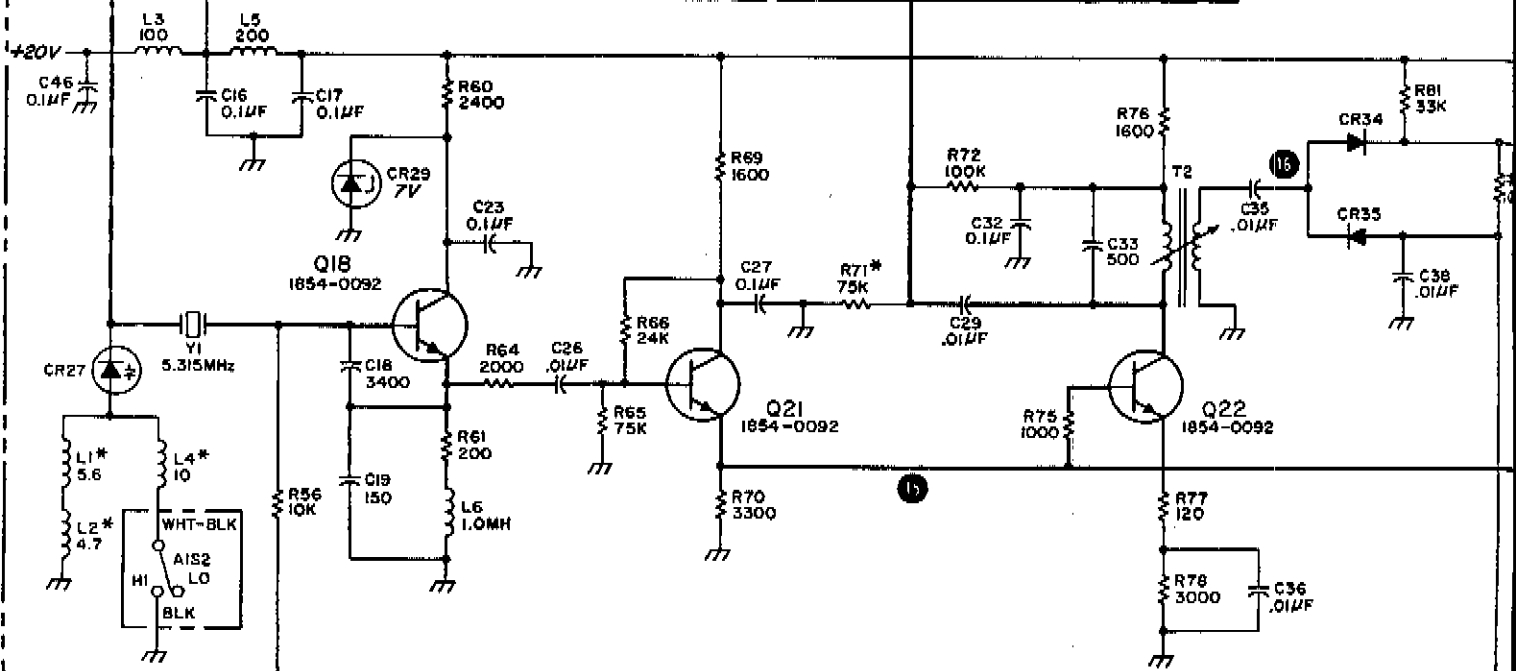 +20V
L3
100
L5
200
C46
0.1µF
C16
0.1µF
C17
0.1µF
R60
2400
CR29
7V
C23
0.1µF
Q18
1854-0092
Y1
5.315MHz
CR27
C18
3400
R64
2000
C26
.01µF
L1*
5.6
L4*
10
L2*
4.7
WHT-BLK
A1S2
HI
LO
BLK
R56
10K
C19
150
R61
200
L6
1.0MH
R69
1600
C27
0.1µF
R71*
75K
R66
24K
R65
75K
Q21
1854-0092
R70
3300
15
R72
100K
C32
0.1µF
C33
500
C29
.01µF
R76
1600
T2
C35
.01µF
16
CR34
CR35
R81
33K
C38
.01µF
R75
1000
Q22
1854-0092
R77
120
R78
3000
C36
.01µF